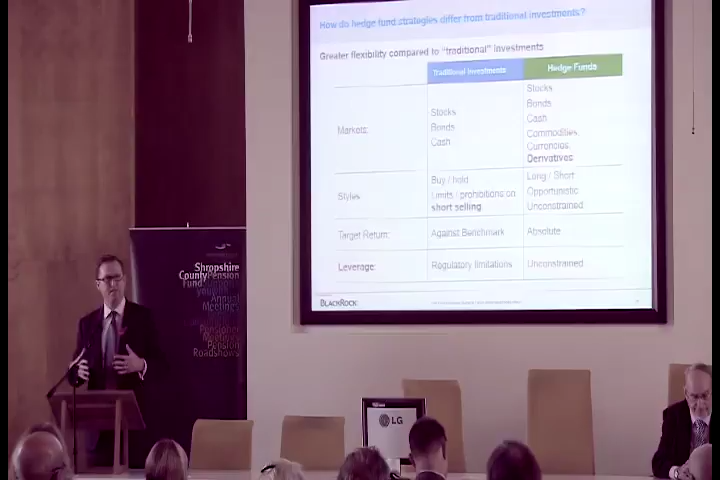 How do hedge fund strategies differ from traditional investments?
Greater flexibility compared to "traditional" investments
Traditional Investments
Hedge Funds
Markets:
Stocks
Bonds
Cash
Stocks
Bonds
Cash
Commodities
Currencies
Derivatives
Styles
Buy / hold
Limits / prohibitions on
short selling
Long / Short
Opportunistic
Unconstrained
Target Return:
Against Benchmark
Absolute
Leverage:
Regulatory limitations
Unconstrained
BLACKROCK
Shropshire
County Pension
Fund
Annual
Meeting
Pensioner
Meetings
Pension
Roadshows
LG